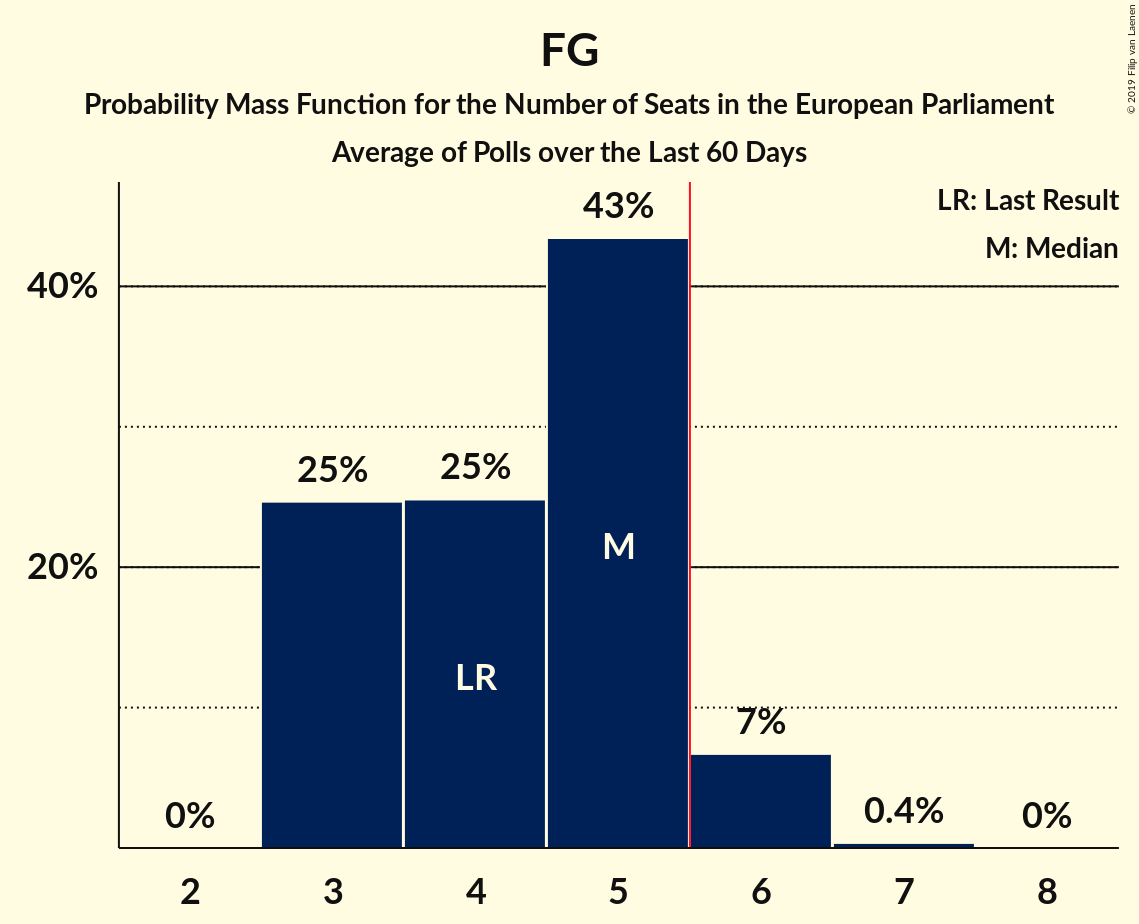 FG
Probability Mass Function for the Number of Seats in the European Parliament
Average of Polls over the Last 60 Days
© 2019 Filip van Laenen
LR: Last Result
M: Median
43%
40%
25%
25%
M
20%
LR
7%
0%
0.4%
0%
2
3
4
5
6
7
8